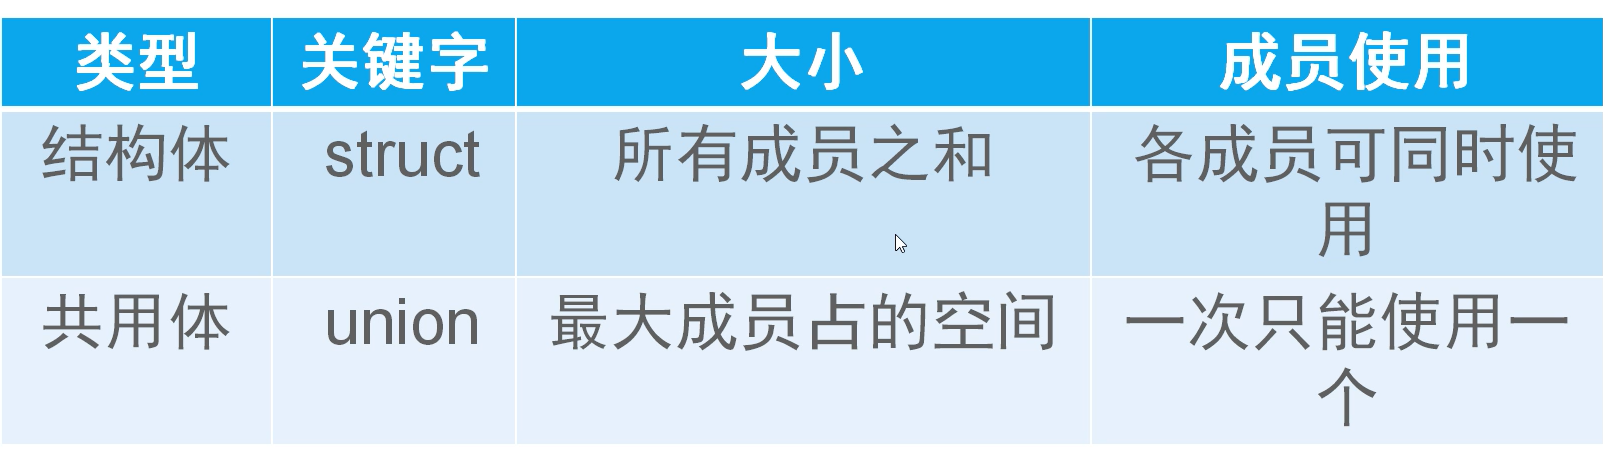 类型 关键字 大小 成员使用
结构体 struct 所有成员之和 各成员可同时使
用
共用体 union 最大成员占的空间 一次只能使用一
个